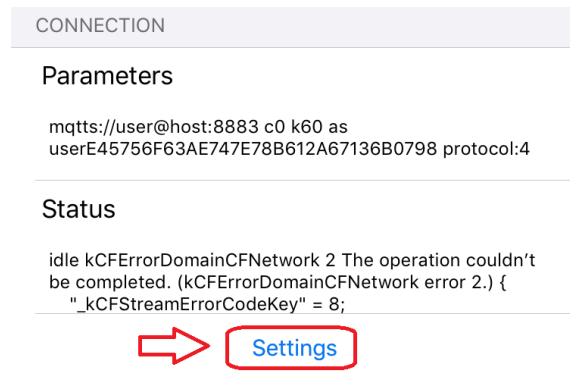 CONNECTION
Parameters
mqtts://user@host:8883 c0 k60 as
userE45756F63AE747E78B612A67136B0798 protocol:4
Status
idle kCFErrorDomainCFNetwork 2 The operation couldn’t
be completed. (kCFErrorDomainCFNetwork error 2.) {
"_kCFStreamErrorCodeKey" = 8;
Settings